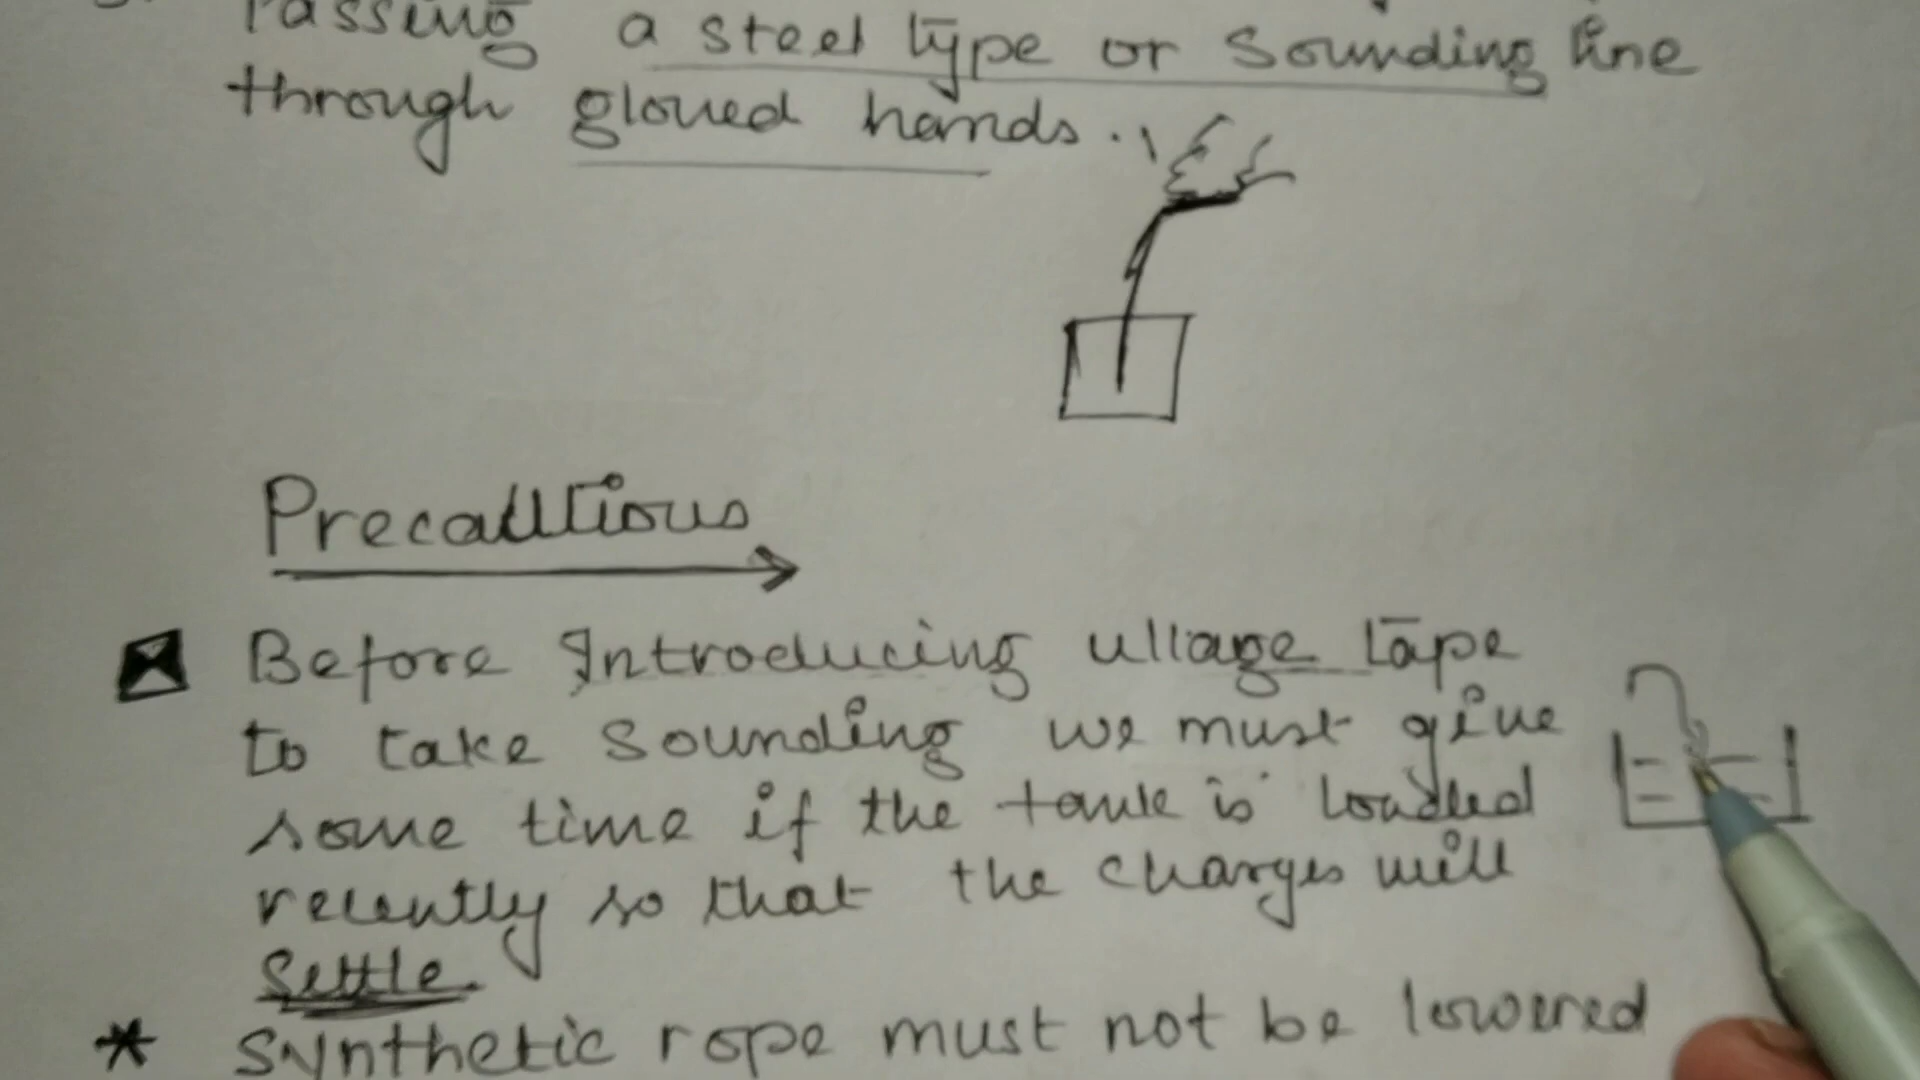 Passing a steel type or Sounding line
through gloved hands.
Precautions
Before Introducing ullage tape
to take sounding we must give
some time if the tank is loaded
recently so that the charges will
Settle.
* Synthetic rope must not be lowered